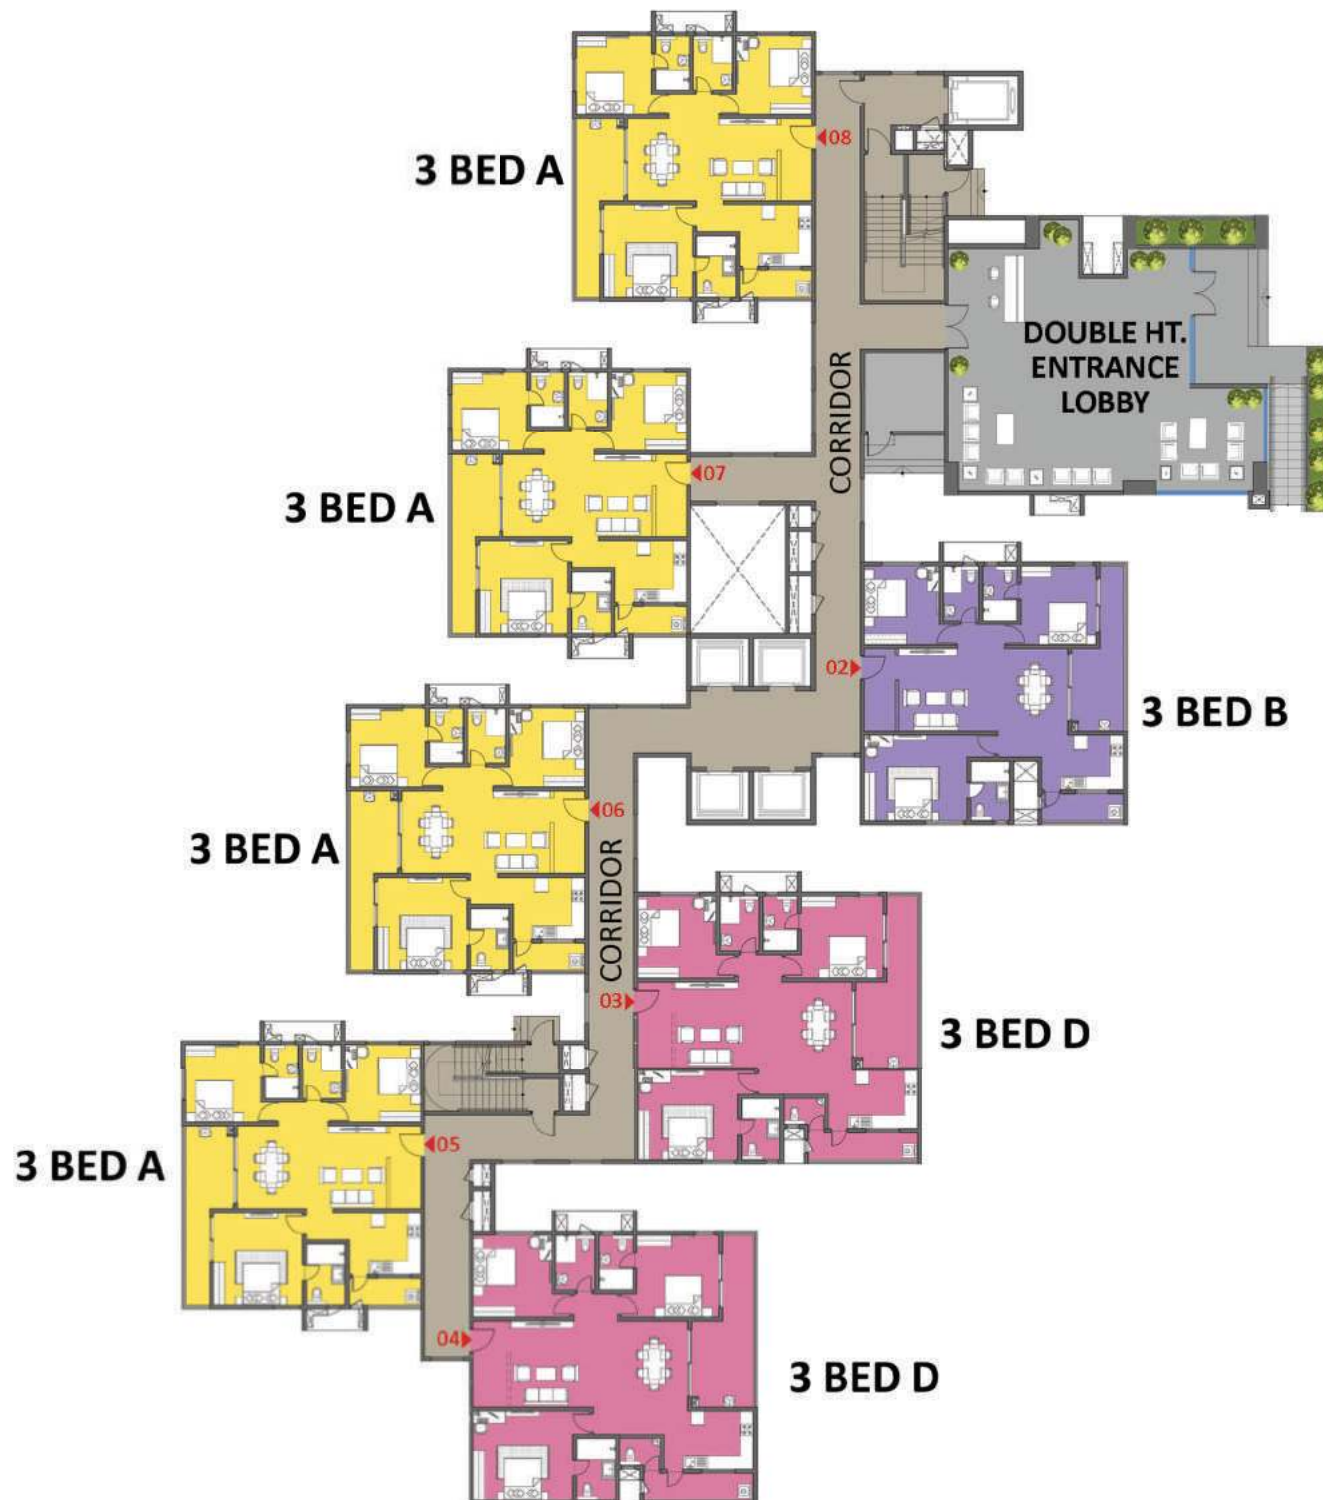 08
3 BED A
DOUBLE HT.
ENTRANCE
LOBBY
CORRIDOR
07
3 BED A
02
3 BED B
06
3 BED A
CORRIDOR
03
3 BED D
05
3 BED A
04
3 BED D